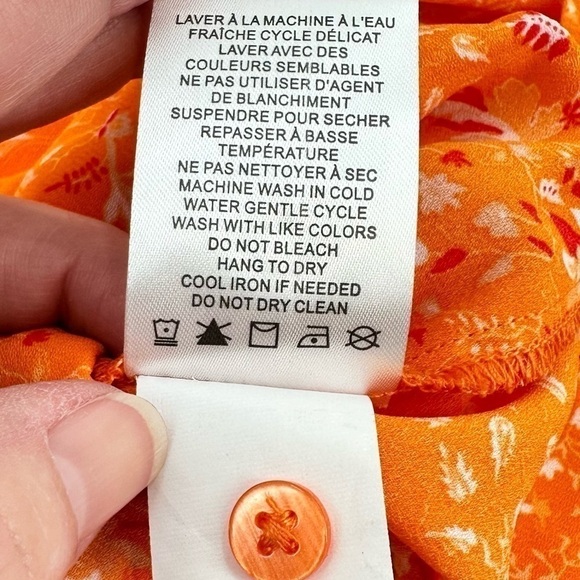 LAVER À LA MACHINE À L'EAU
FRAÎCHE CYCLE DÉLICAT
LAVER AVEC DES
COULEURS SEMBLABLES
NE PAS UTILISER D'AGENT
DE BLANCHIMENT
SUSPENDRE POUR SECHER
REPASSER À BASSE
TEMPÉRATURE
NE PAS NETTOYER À SEC
MACHINE WASH IN COLD
WATER GENTLE CYCLE
WASH WITH LIKE COLORS
DO NOT BLEACH
HANG TO DRY
COOL IRON IF NEEDED
DO NOT DRY CLEAN